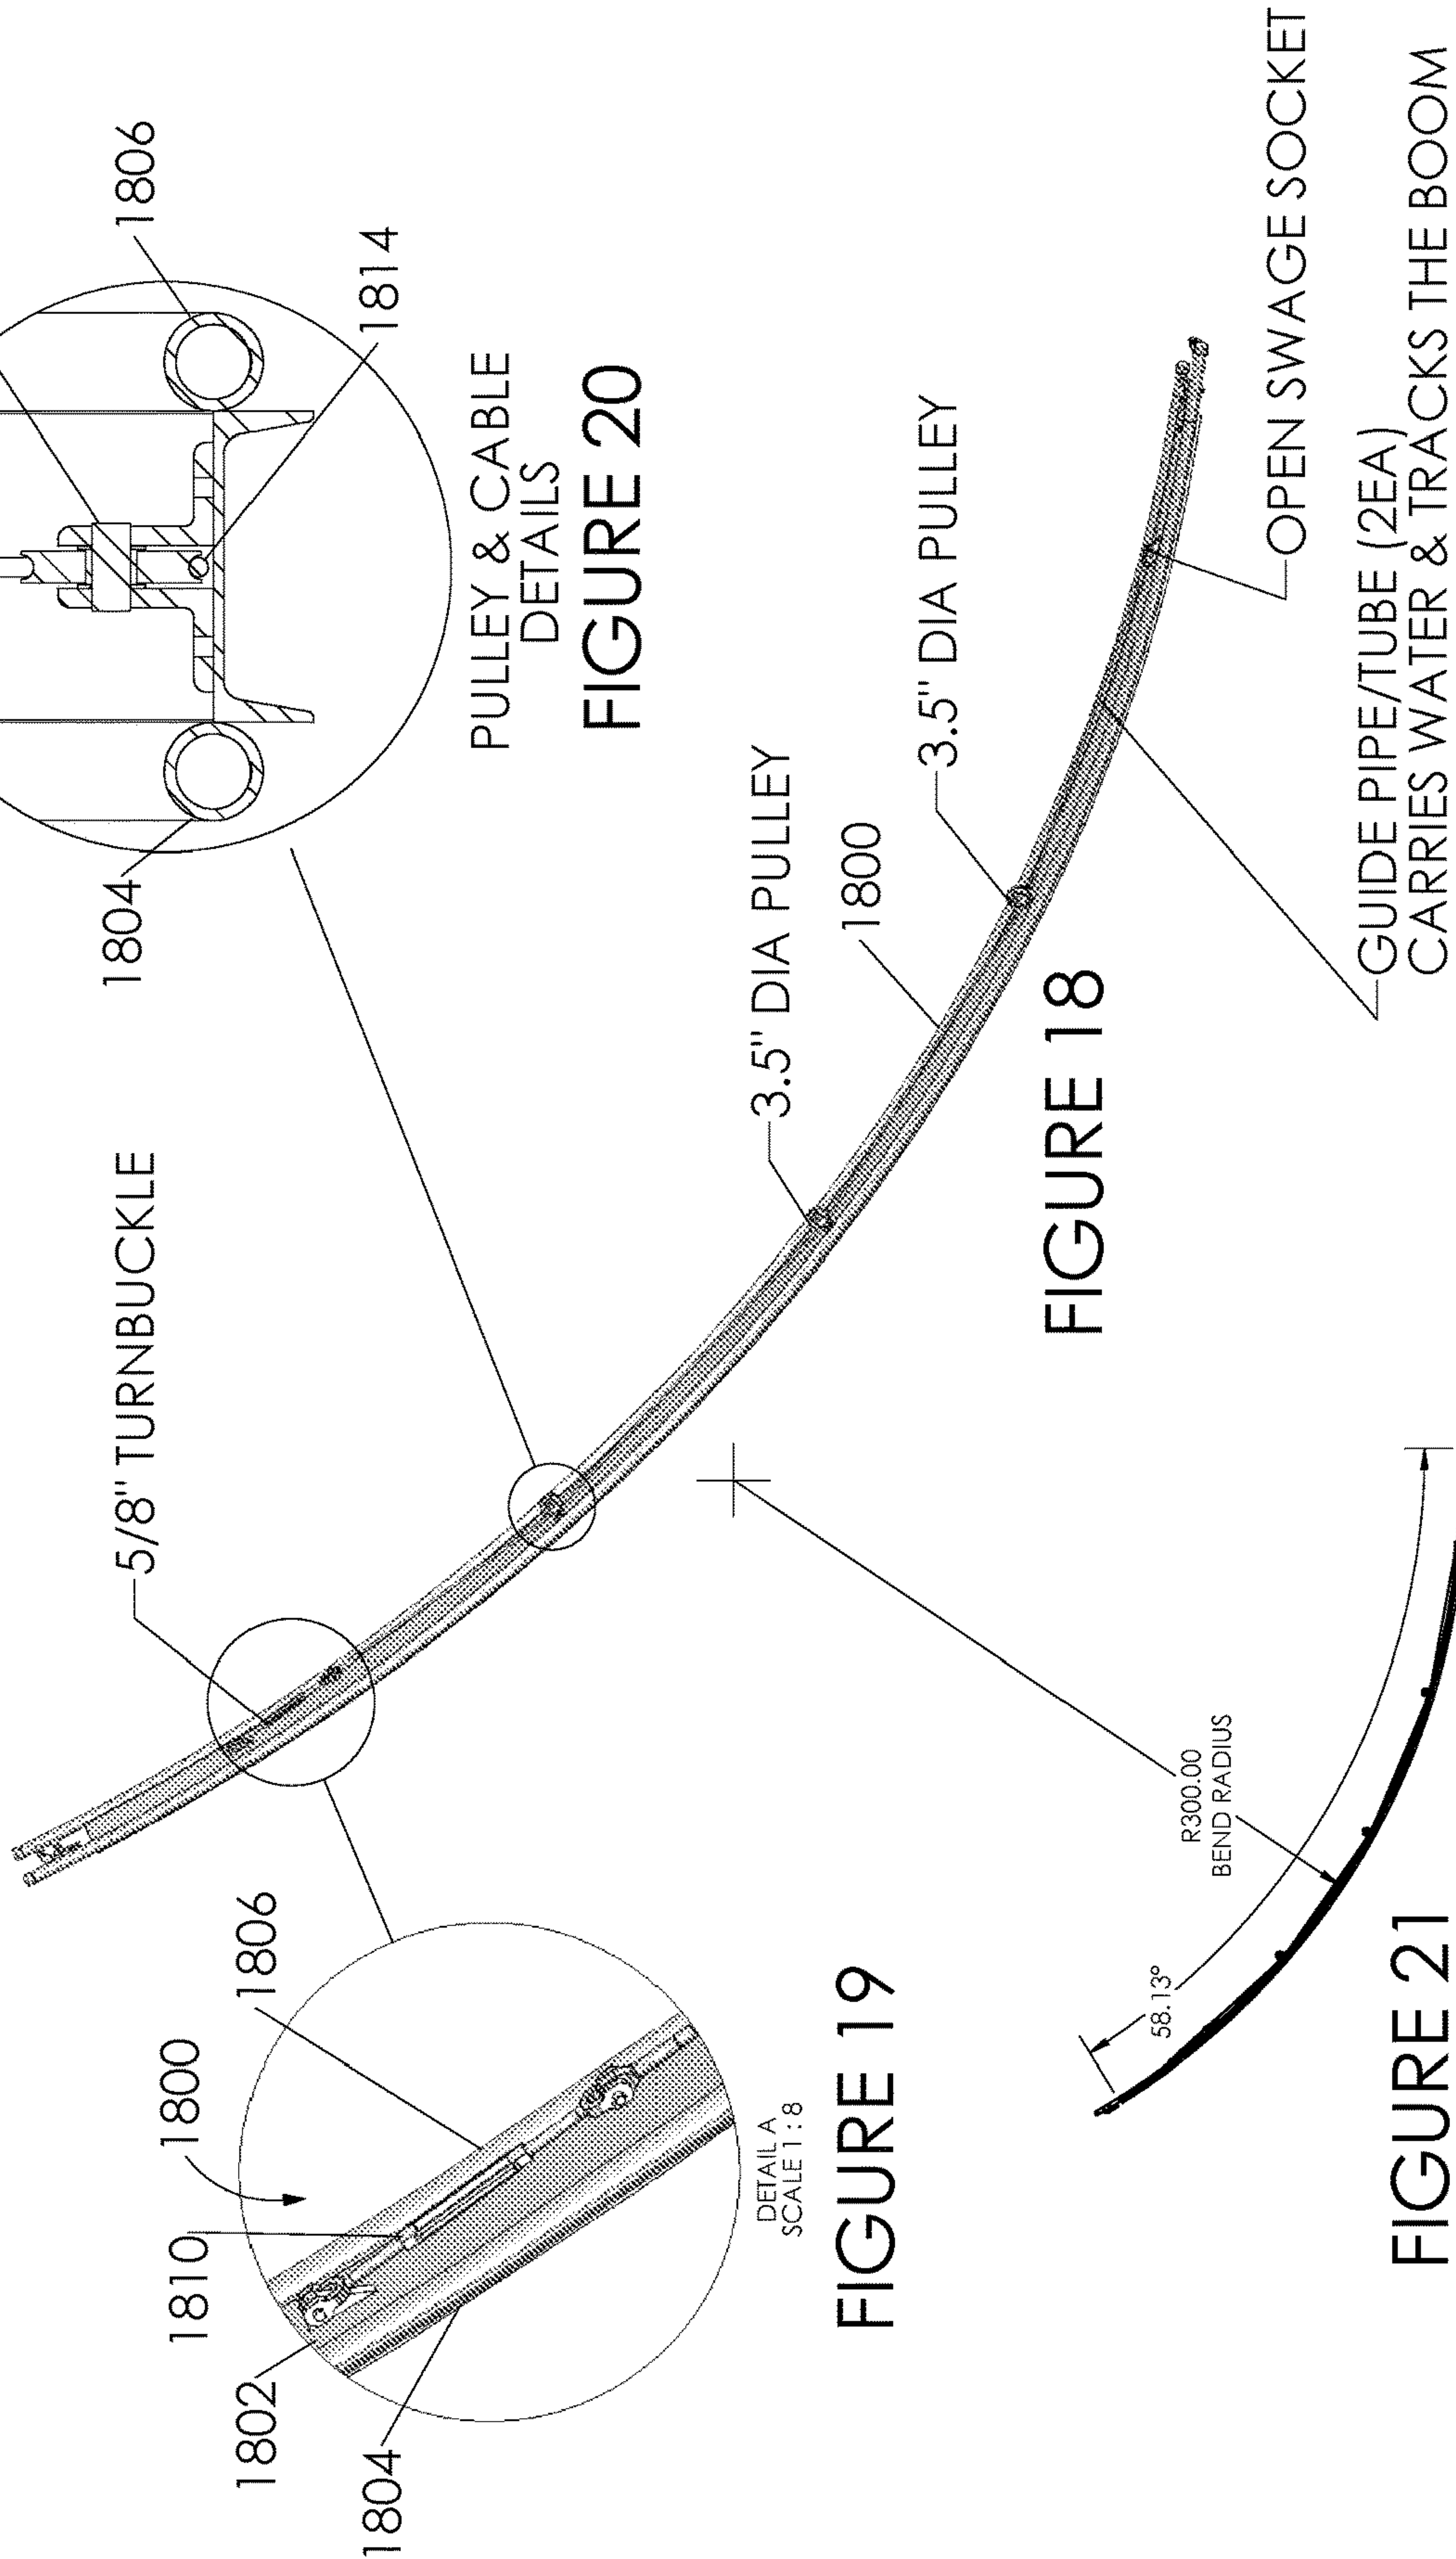 5/8" TURNBUCKLE
1804
1806
1814
PULLEY & CABLE
DETAILS
FIGURE 20
1800
1806
1810
1802
1804
DETAIL A
SCALE 1 : 8
FIGURE 19
3.5" DIA PULLEY
1800
3.5" DIA PULLEY
FIGURE 18
OPEN SWAGE SOCKET
GUIDE PIPE/TUBE (2EA)
CARRIES WATER & TRACKS THE BOOM
R300.00
BEND RADIUS
58.13°
FIGURE 21